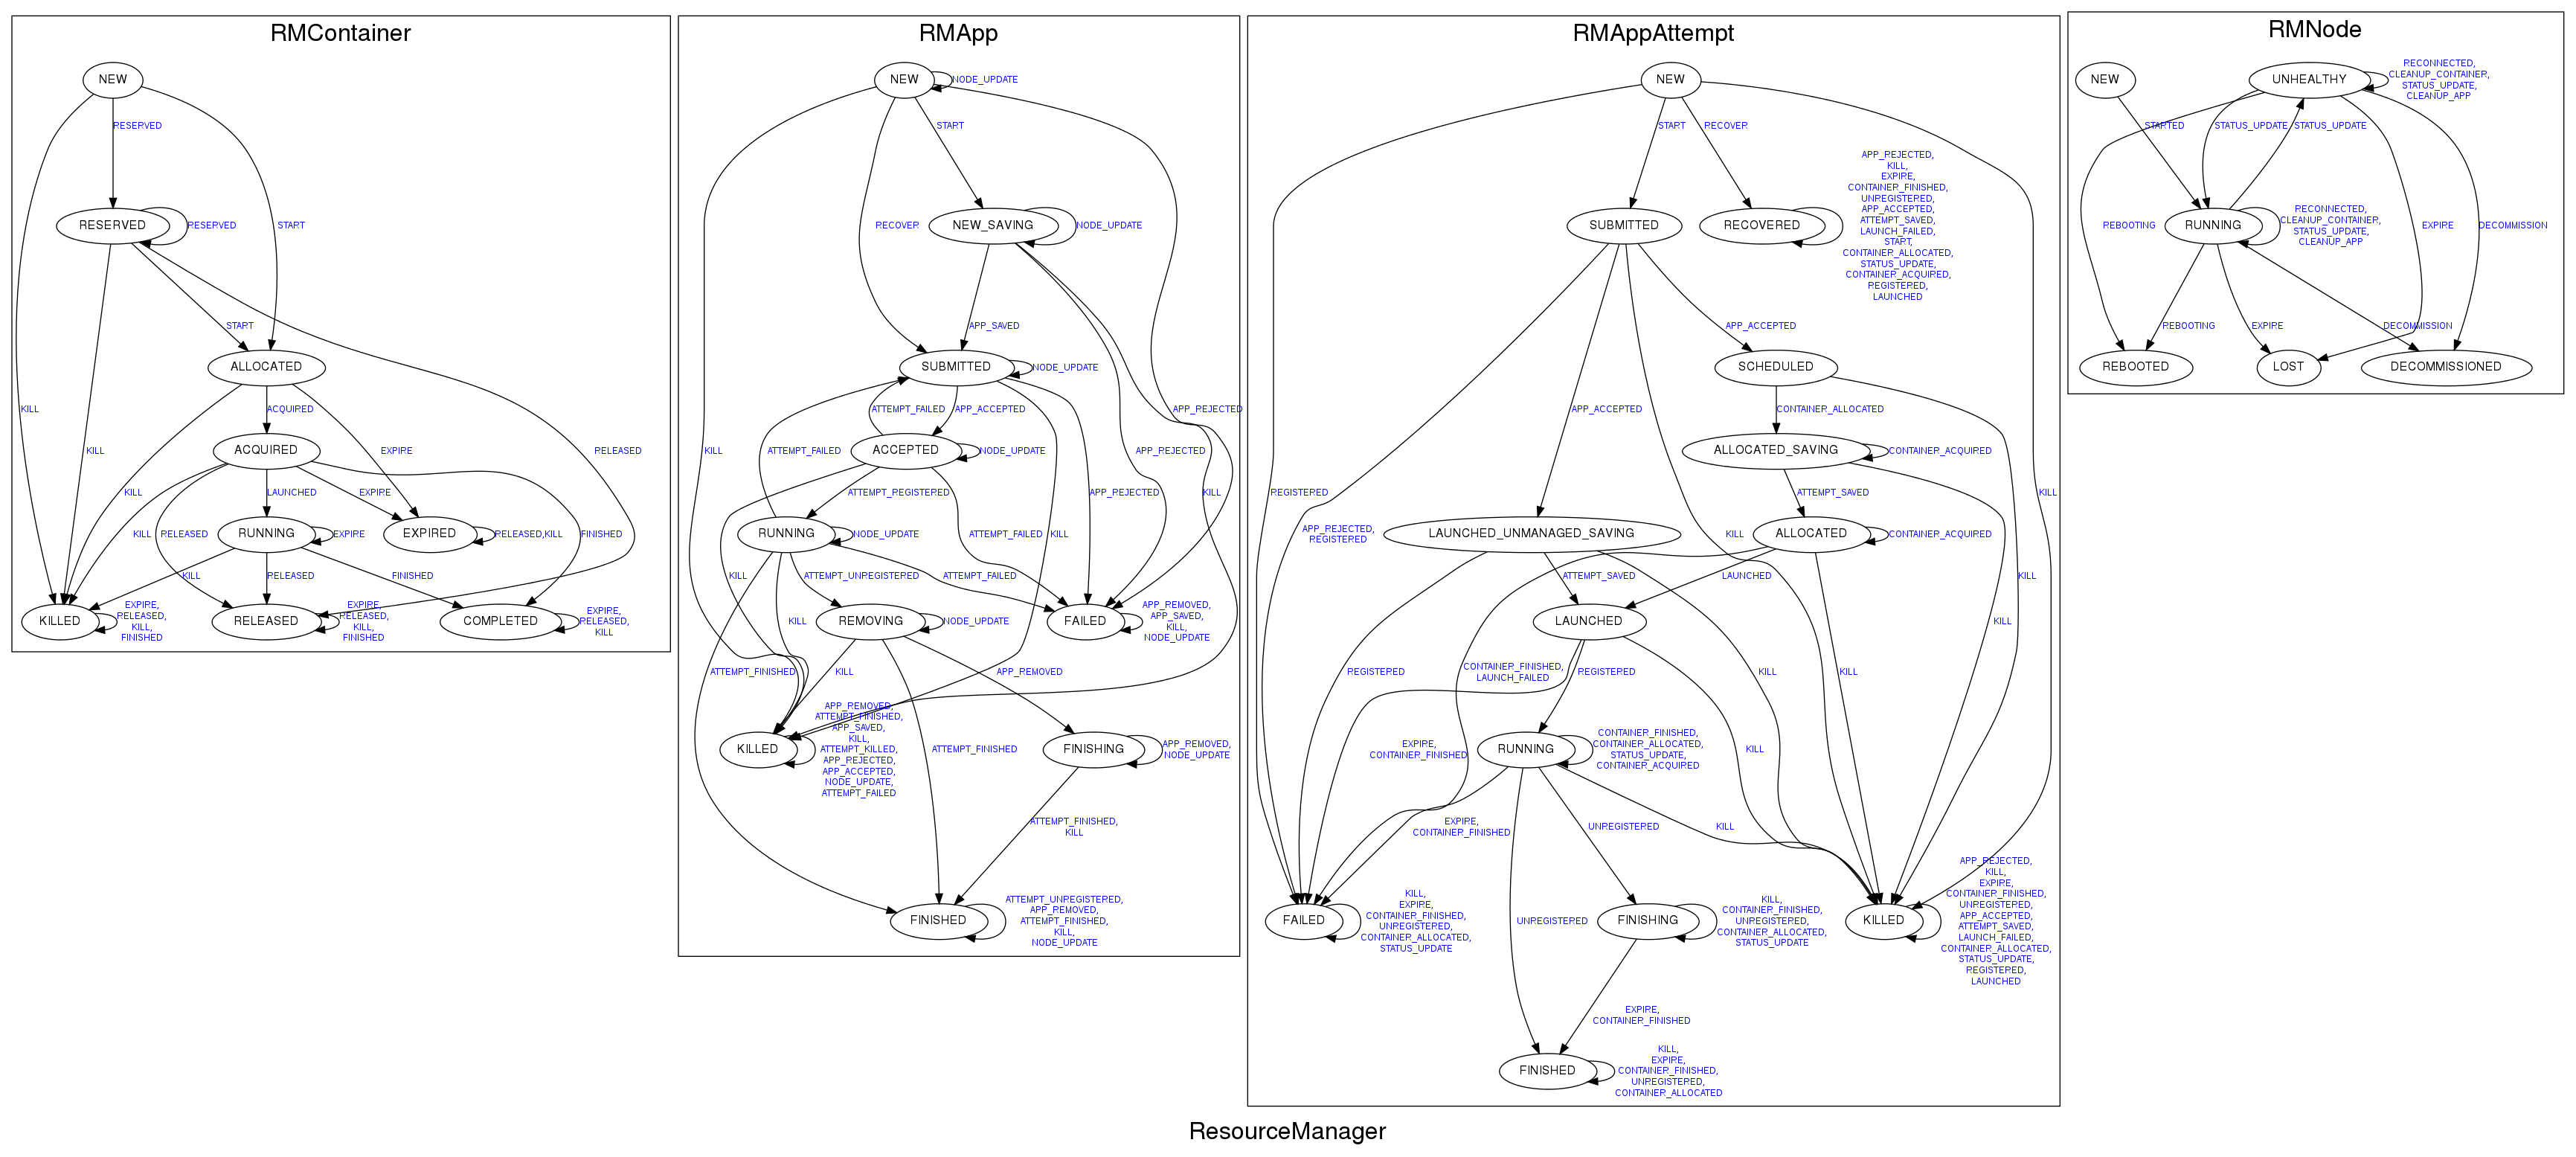 RMContainer
NEW
RESERVED
RESERVED
RESERVED
START
START
ALLOCATED
KILL
ACQUIRED
KILL
ACQUIRED
EXPIRE
RELEASED
KILL
LAUNCHED
EXPIRE
KILL
RELEASED
RUNNING
EXPIRE
EXPIRED
RELEASED,KILL
FINISHED
KILL
RELEASED
FINISHED
KILLED
EXPIRE,
RELEASED,
KILL,
FINISHED
RELEASED
EXPIRE,
RELEASED,
KILL,
FINISHED
COMPLETED
EXPIRE,
RELEASED,
KILL
RMApp
NEW
NODE_UPDATE
START
RECOVER
NEW_SAVING
NODE_UPDATE
APP_SAVED
SUBMITTED
NODE_UPDATE
ATTEMPT_FAILED
APP_ACCEPTED
APP_REJECTED
KILL
ATTEMPT_FAILED
ACCEPTED
NODE_UPDATE
APP_REJECTED
ATTEMPT_REGISTERED
APP_REJECTED
KILL
RUNNING
NODE_UPDATE
ATTEMPT_FAILED
KILL
KILL
ATTEMPT_UNREGISTERED
ATTEMPT_FAILED
KILL
REMOVING
NODE_UPDATE
FAILED
APP_REMOVED,
APP_SAVED,
KILL,
NODE_UPDATE
ATTEMPT_FINISHED
KILL
APP_REMOVED
KILLED
APP_REMOVED,
ATTEMPT_FINISHED,
APP_SAVED,
KILL,
ATTEMPT_KILLED,
APP_REJECTED,
APP_ACCEPTED,
NODE_UPDATE,
ATTEMPT_FAILED
ATTEMPT_FINISHED
FINISHING
APP_REMOVED,
NODE_UPDATE
ATTEMPT_FINISHED,
KILL
FINISHED
ATTEMPT_UNREGISTERED,
APP_REMOVED,
ATTEMPT_FINISHED,
KILL,
NODE_UPDATE
RMAppAttempt
NEW
START
RECOVER
SUBMITTED
RECOVERED
APP_REJECTED,
KILL,
EXPIRE,
CONTAINER_FINISHED,
UNREGISTERED,
APP_ACCEPTED,
ATTEMPT_SAVED,
LAUNCH_FAILED,
START,
CONTAINER_ALLOCATED,
STATUS_UPDATE,
CONTAINER_ACQUIRED,
REGISTERED,
LAUNCHED
APP_ACCEPTED
SCHEDULED
APP_ACCEPTED
CONTAINER_ALLOCATED
ALLOCATED_SAVING
CONTAINER_ACQUIRED
REGISTERED
ATTEMPT_SAVED
KILL
APP_REJECTED,
REGISTERED
LAUNCHED_UNMANAGED_SAVING
KILL
ALLOCATED
CONTAINER_ACQUIRED
ATTEMPT_SAVED
LAUNCHED
KILL
LAUNCHED
KILL
REGISTERED
CONTAINER_FINISHED,
LAUNCH_FAILED
REGISTERED
KILL
KILL
EXPIRE,
CONTAINER_FINISHED
RUNNING
CONTAINER_FINISHED,
CONTAINER_ALLOCATED,
STATUS_UPDATE,
CONTAINER_ACQUIRED
KILL
EXPIRE,
CONTAINER_FINISHED
UNREGISTERED
KILL
FAILED
KILL,
EXPIRE,
CONTAINER_FINISHED,
UNREGISTERED,
CONTAINER_ALLOCATED,
STATUS_UPDATE
UNREGISTERED
FINISHING
KILL,
CONTAINER_FINISHED,
UNREGISTERED,
CONTAINER_ALLOCATED,
STATUS_UPDATE
KILLED
APP_REJECTED,
KILL,
EXPIRE,
CONTAINER_FINISHED,
UNREGISTERED,
APP_ACCEPTED,
ATTEMPT_SAVED,
LAUNCH_FAILED,
CONTAINER_ALLOCATED,
STATUS_UPDATE,
REGISTERED,
LAUNCHED
EXPIRE,
CONTAINER_FINISHED
FINISHED
KILL,
EXPIRE,
CONTAINER_FINISHED,
UNREGISTERED,
CONTAINER_ALLOCATED
RMNode
NEW
UNHEALTHY
RECONNECTED,
CLEANUP_CONTAINER,
STATUS_UPDATE,
CLEANUP_APP
STARTED
STATUS_UPDATE
STATUS_UPDATE
REBOOTING
RUNNING
RECONNECTED,
CLEANUP_CONTAINER,
STATUS_UPDATE,
CLEANUP_APP
EXPIRE
DECOMMISSION
REBOOTING
EXPIRE
DECOMMISSION
REBOOTED
LOST
DECOMMISSIONED
ResourceManager